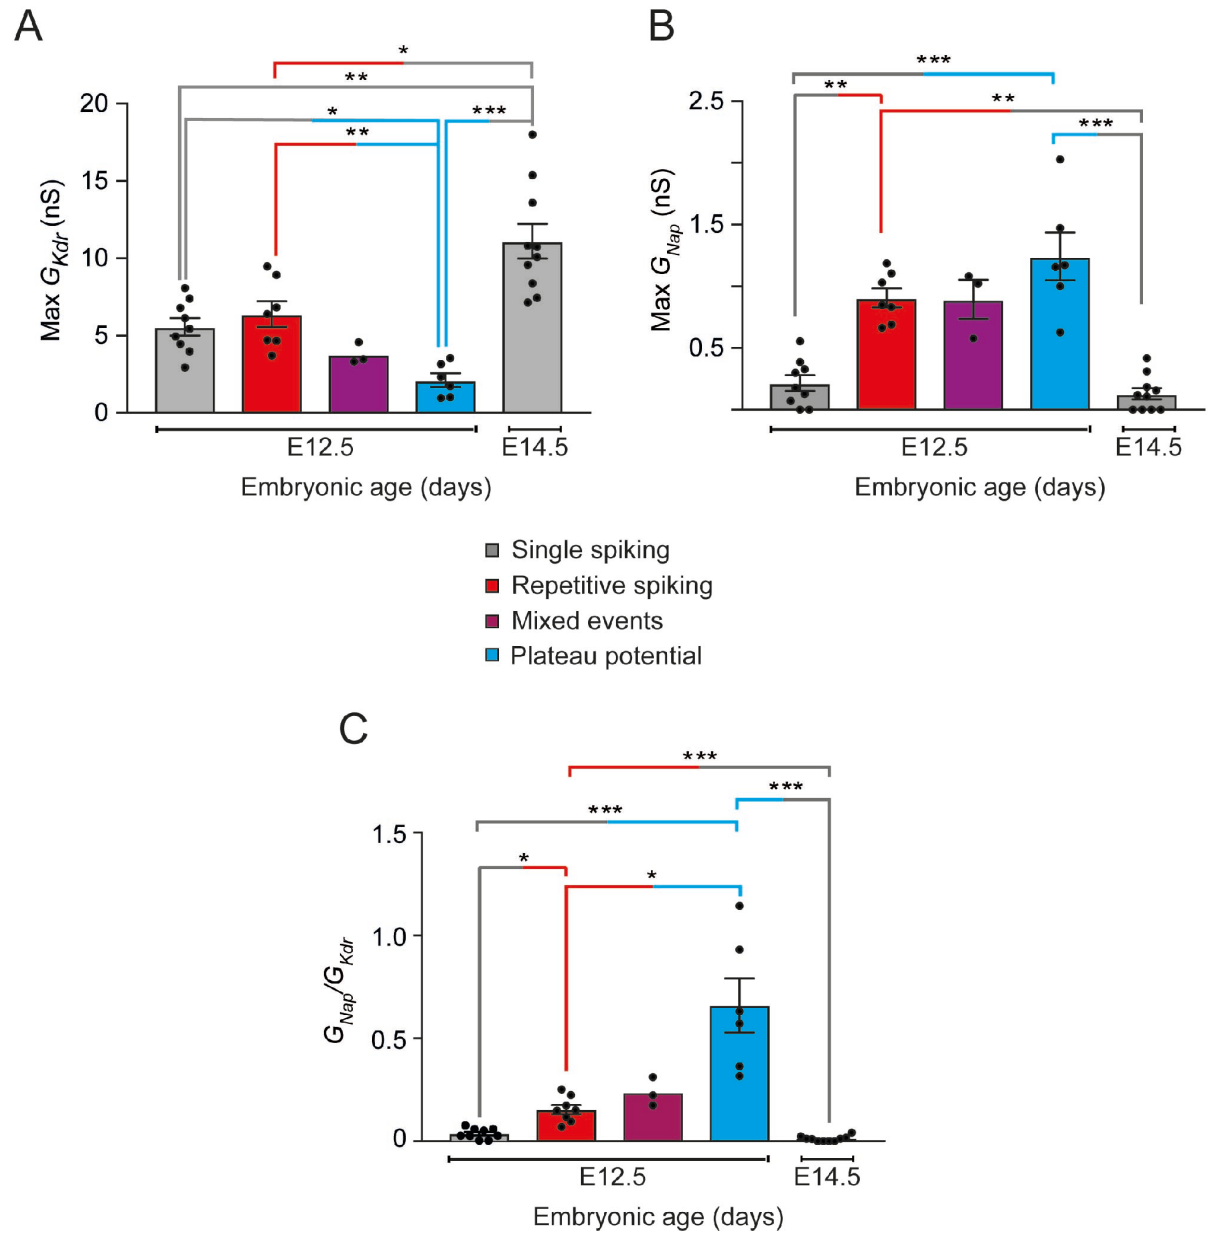 A
Max G_Kdr (nS)
20
15
10
5
0
*
**
*
***
**
E12.5
E14.5
Embryonic age (days)
B
Max G_Nap (nS)
2.5
1.5
0.5
***
**
**
***
E12.5
E14.5
Embryonic age (days)
Single spiking
Repetitive spiking
Mixed events
Plateau potential
C
G_Nap/G_Kdr
1.5
1.0
0.5
0
***
***
***
*
*
E12.5
E14.5
Embryonic age (days)